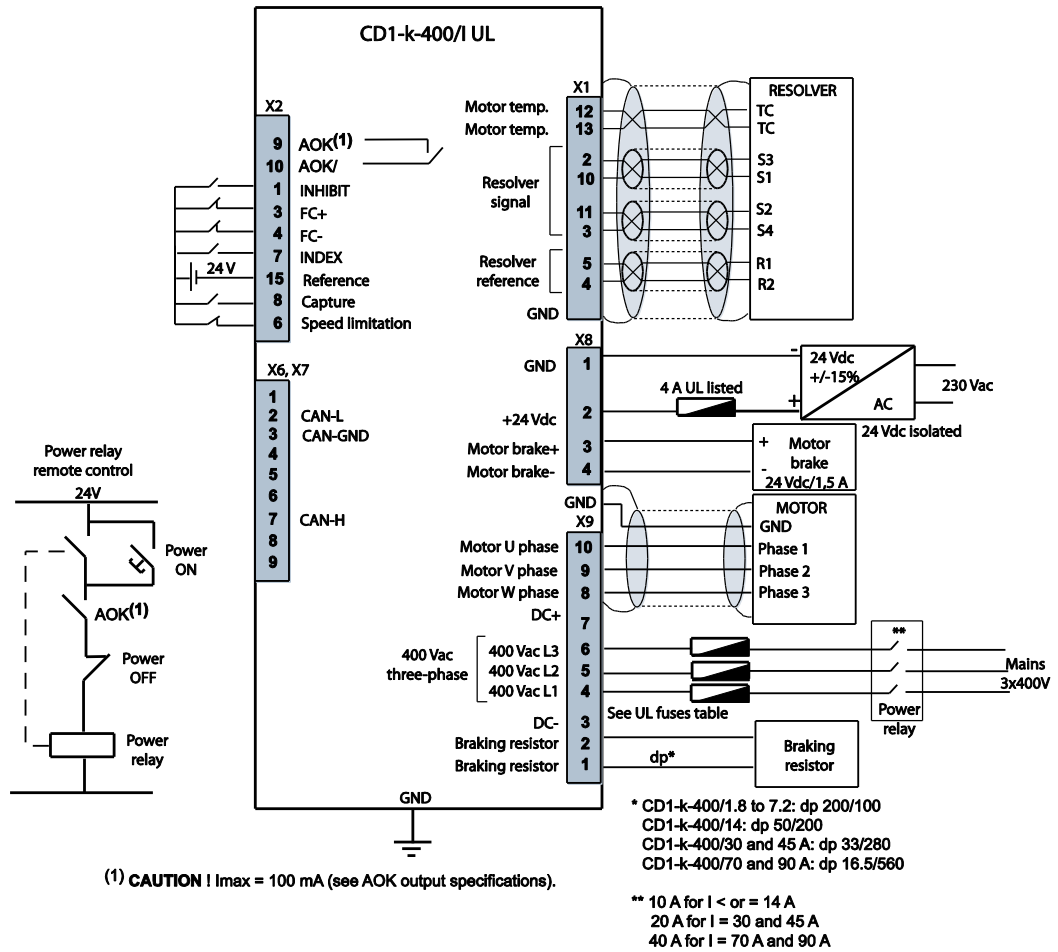 CD1-k-400/I UL
X2
9 AOK(1)
10 AOK/
1 INHIBIT
3 FC+
4 FC-
7 INDEX
24 V
15 Reference
8 Capture
6 Speed limitation
X6, X7
1
2 CAN-L
3 CAN-GND
4
5
6
7 CAN-H
8
9
Power relay
remote control
24V
Power
ON
AOK(1)
Power
OFF
Power
relay
X1
Motor temp. 12
Motor temp. 13
Resolver
signal
2
10
11
3
Resolver
reference
5
4
GND
RESOLVER
TC
TC
S3
S1
S2
S4
R1
R2
X8
GND 1
+24 Vdc 2
Motor brake+ 3
Motor brake- 4
4 A UL listed
-
+
24 Vdc
+/-15%
AC
230 Vac
24 Vdc isolated
+ Motor
brake
-
24 Vdc/1,5 A
GND
X9
Motor U phase 10
Motor V phase 9
Motor W phase 8
DC+ 7
400 Vac
three-phase
400 Vac L3 6
400 Vac L2 5
400 Vac L1 4
DC- 3
Braking resistor 2
Braking resistor 1
MOTOR
GND
Phase 1
Phase 2
Phase 3
**
Mains
3x400V
Power
relay
See UL fuses table
dp*
Braking
resistor
GND
* CD1-k-400/1.8 to 7.2: dp 200/100
CD1-k-400/14: dp 50/200
CD1-k-400/30 and 45 A: dp 33/280
CD1-k-400/70 and 90 A: dp 16.5/560
(1) CAUTION ! Imax = 100 mA (see AOK output specifications).
** 10 A for I < or = 14 A
20 A for I = 30 and 45 A
40 A for I = 70 A and 90 A